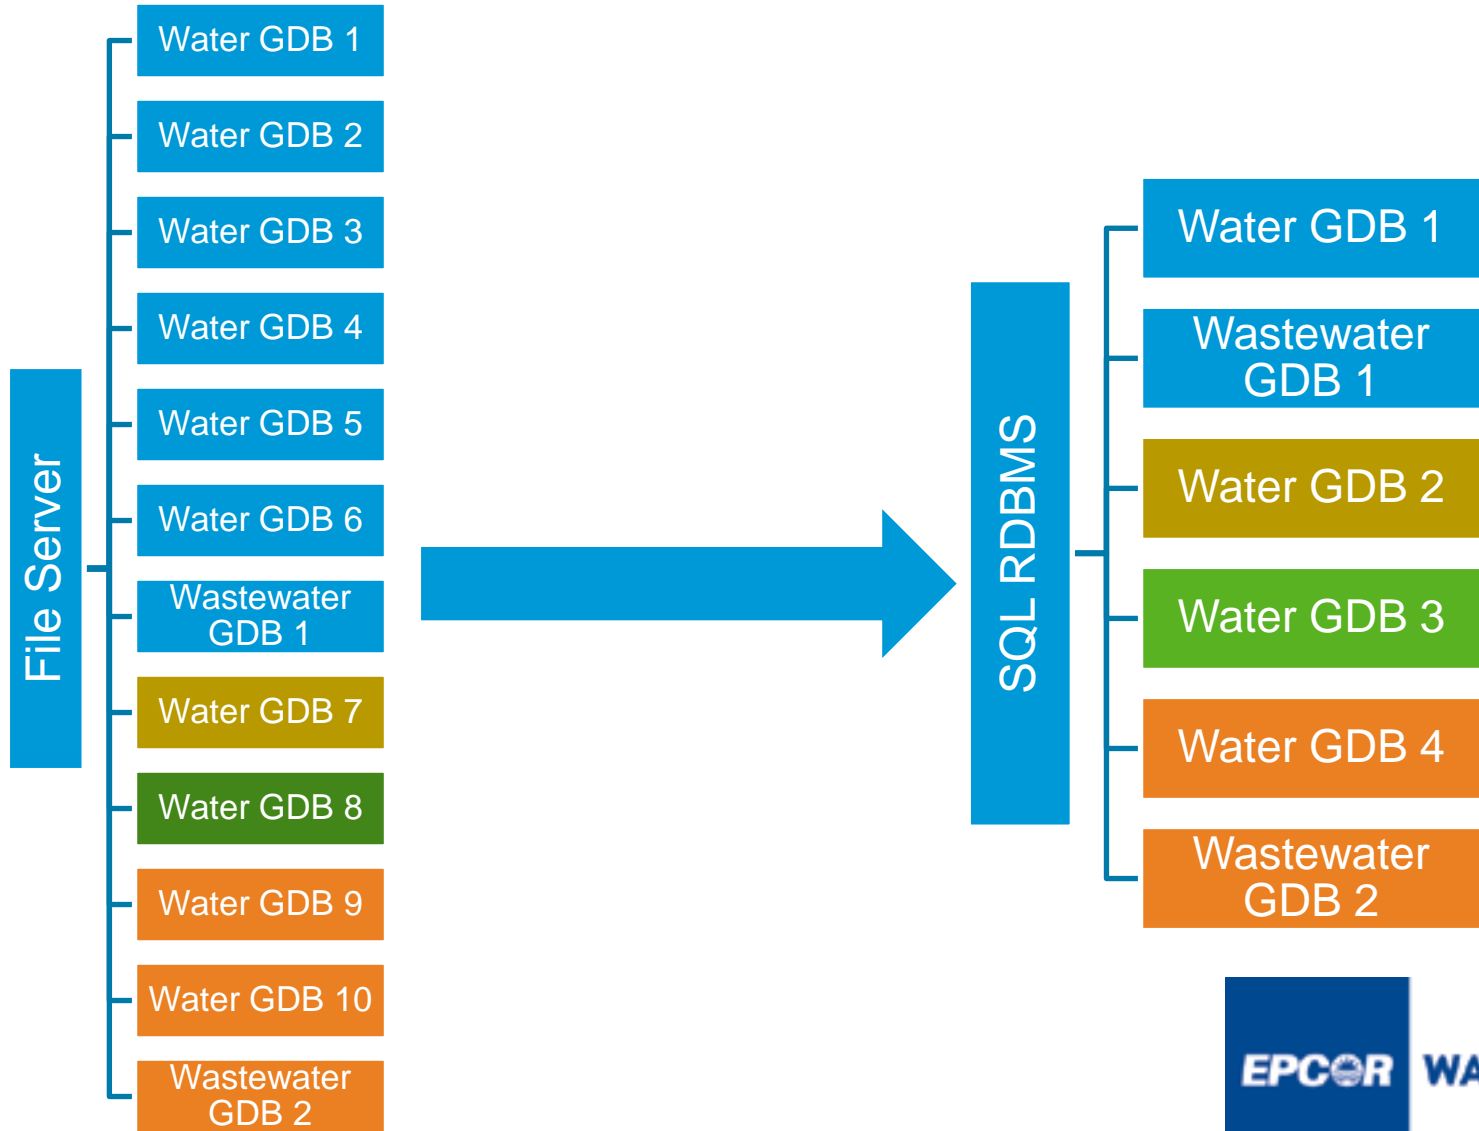 File Server
Water GDB 1
Water GDB 2
Water GDB 3
Water GDB 4
Water GDB 5
Water GDB 6
Wastewater
GDB 1
Water GDB 7
Water GDB 8
Water GDB 9
Water GDB 10
Wastewater
GDB 2
SQL RDBMS
Water GDB 1
Wastewater
GDB 1
Water GDB 2
Water GDB 3
Water GDB 4
Wastewater
GDB 2
EPCOR WA